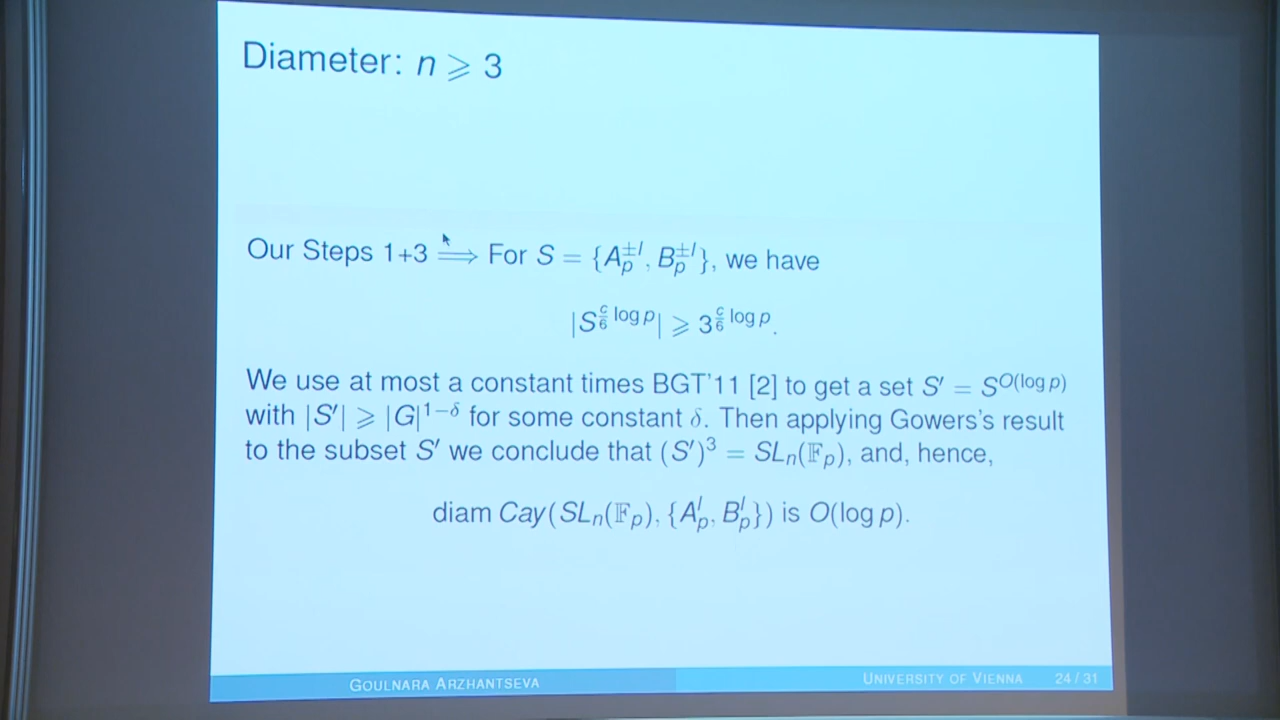 Diameter: n ⩾ 3
Our Steps 1+3 ⟹ For S = {A_p^{±l}, B_p^{±l}}, we have
|S^{\frac{c}{6} log p}| ⩾ 3^{\frac{c}{6} log p}.
We use at most a constant times BGT'11 [2] to get a set S′ = S^{O(log p)}
with |S′| ⩾ |G|^{1−δ} for some constant δ. Then applying Gowers's result
to the subset S′ we conclude that (S′)^3 = SL_n(𝔽_p), and, hence,
diam Cay(SL_n(𝔽_p), {A_p^l, B_p^l}) is O(log p).
GOULNARA ARZHANTSEVA
UNIVERSITY OF VIENNA 24 / 31